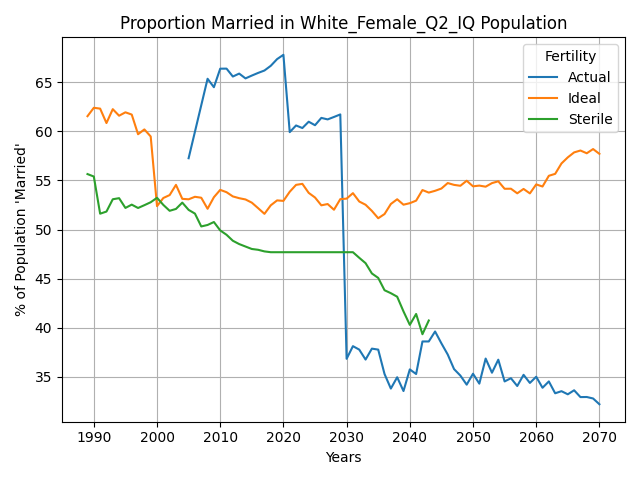 Proportion Married in White_Female_Q2_IQ Population
% of Population 'Married'
65
60
55
50
45
40
35
Fertility
Actual
Ideal
Sterile
1990 2000 2010 2020 2030 2040 2050 2060 2070
Years